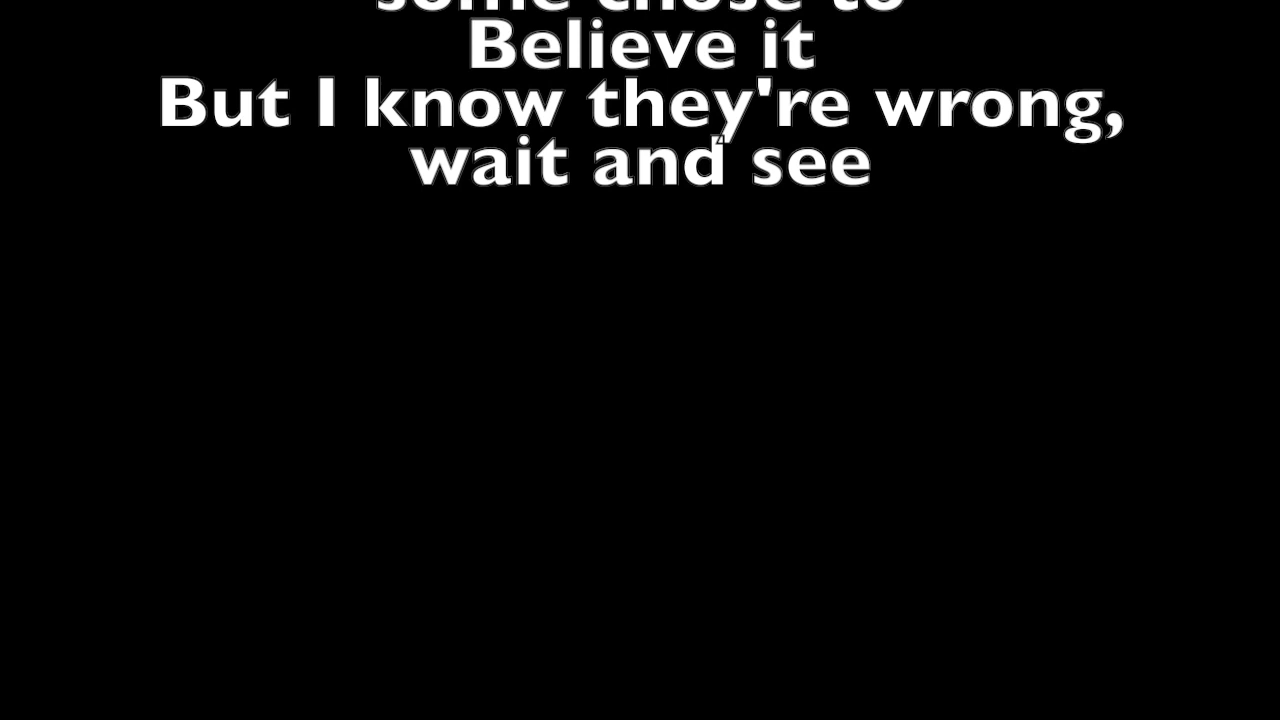 some chose to
Believe it
But I know they're wrong,
wait and see